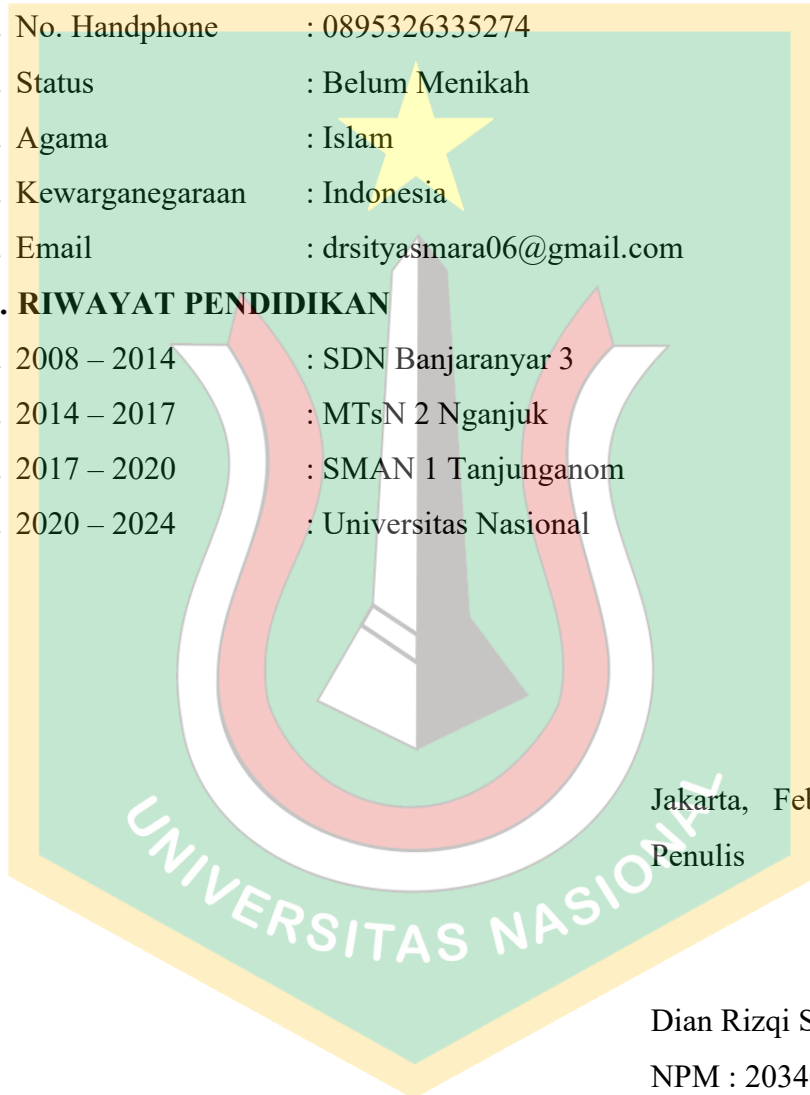 . No. Handphone : 0895326335274
. Status : Belum Menikah
. Agama : Islam
. Kewarganegaraan : Indonesia
. Email : drsityasmara06@gmail.com
. RIWAYAT PENDIDIKAN
. 2008 – 2014 : SDN Banjaranyar 3
. 2014 – 2017 : MTsN 2 Nganjuk
. 2017 – 2020 : SMAN 1 Tanjunganom
. 2020 – 2024 : Universitas Nasional
Jakarta,
Penulis
UNIVERSITAS NASIONAL
Dian Rizqi
NPM : 2034